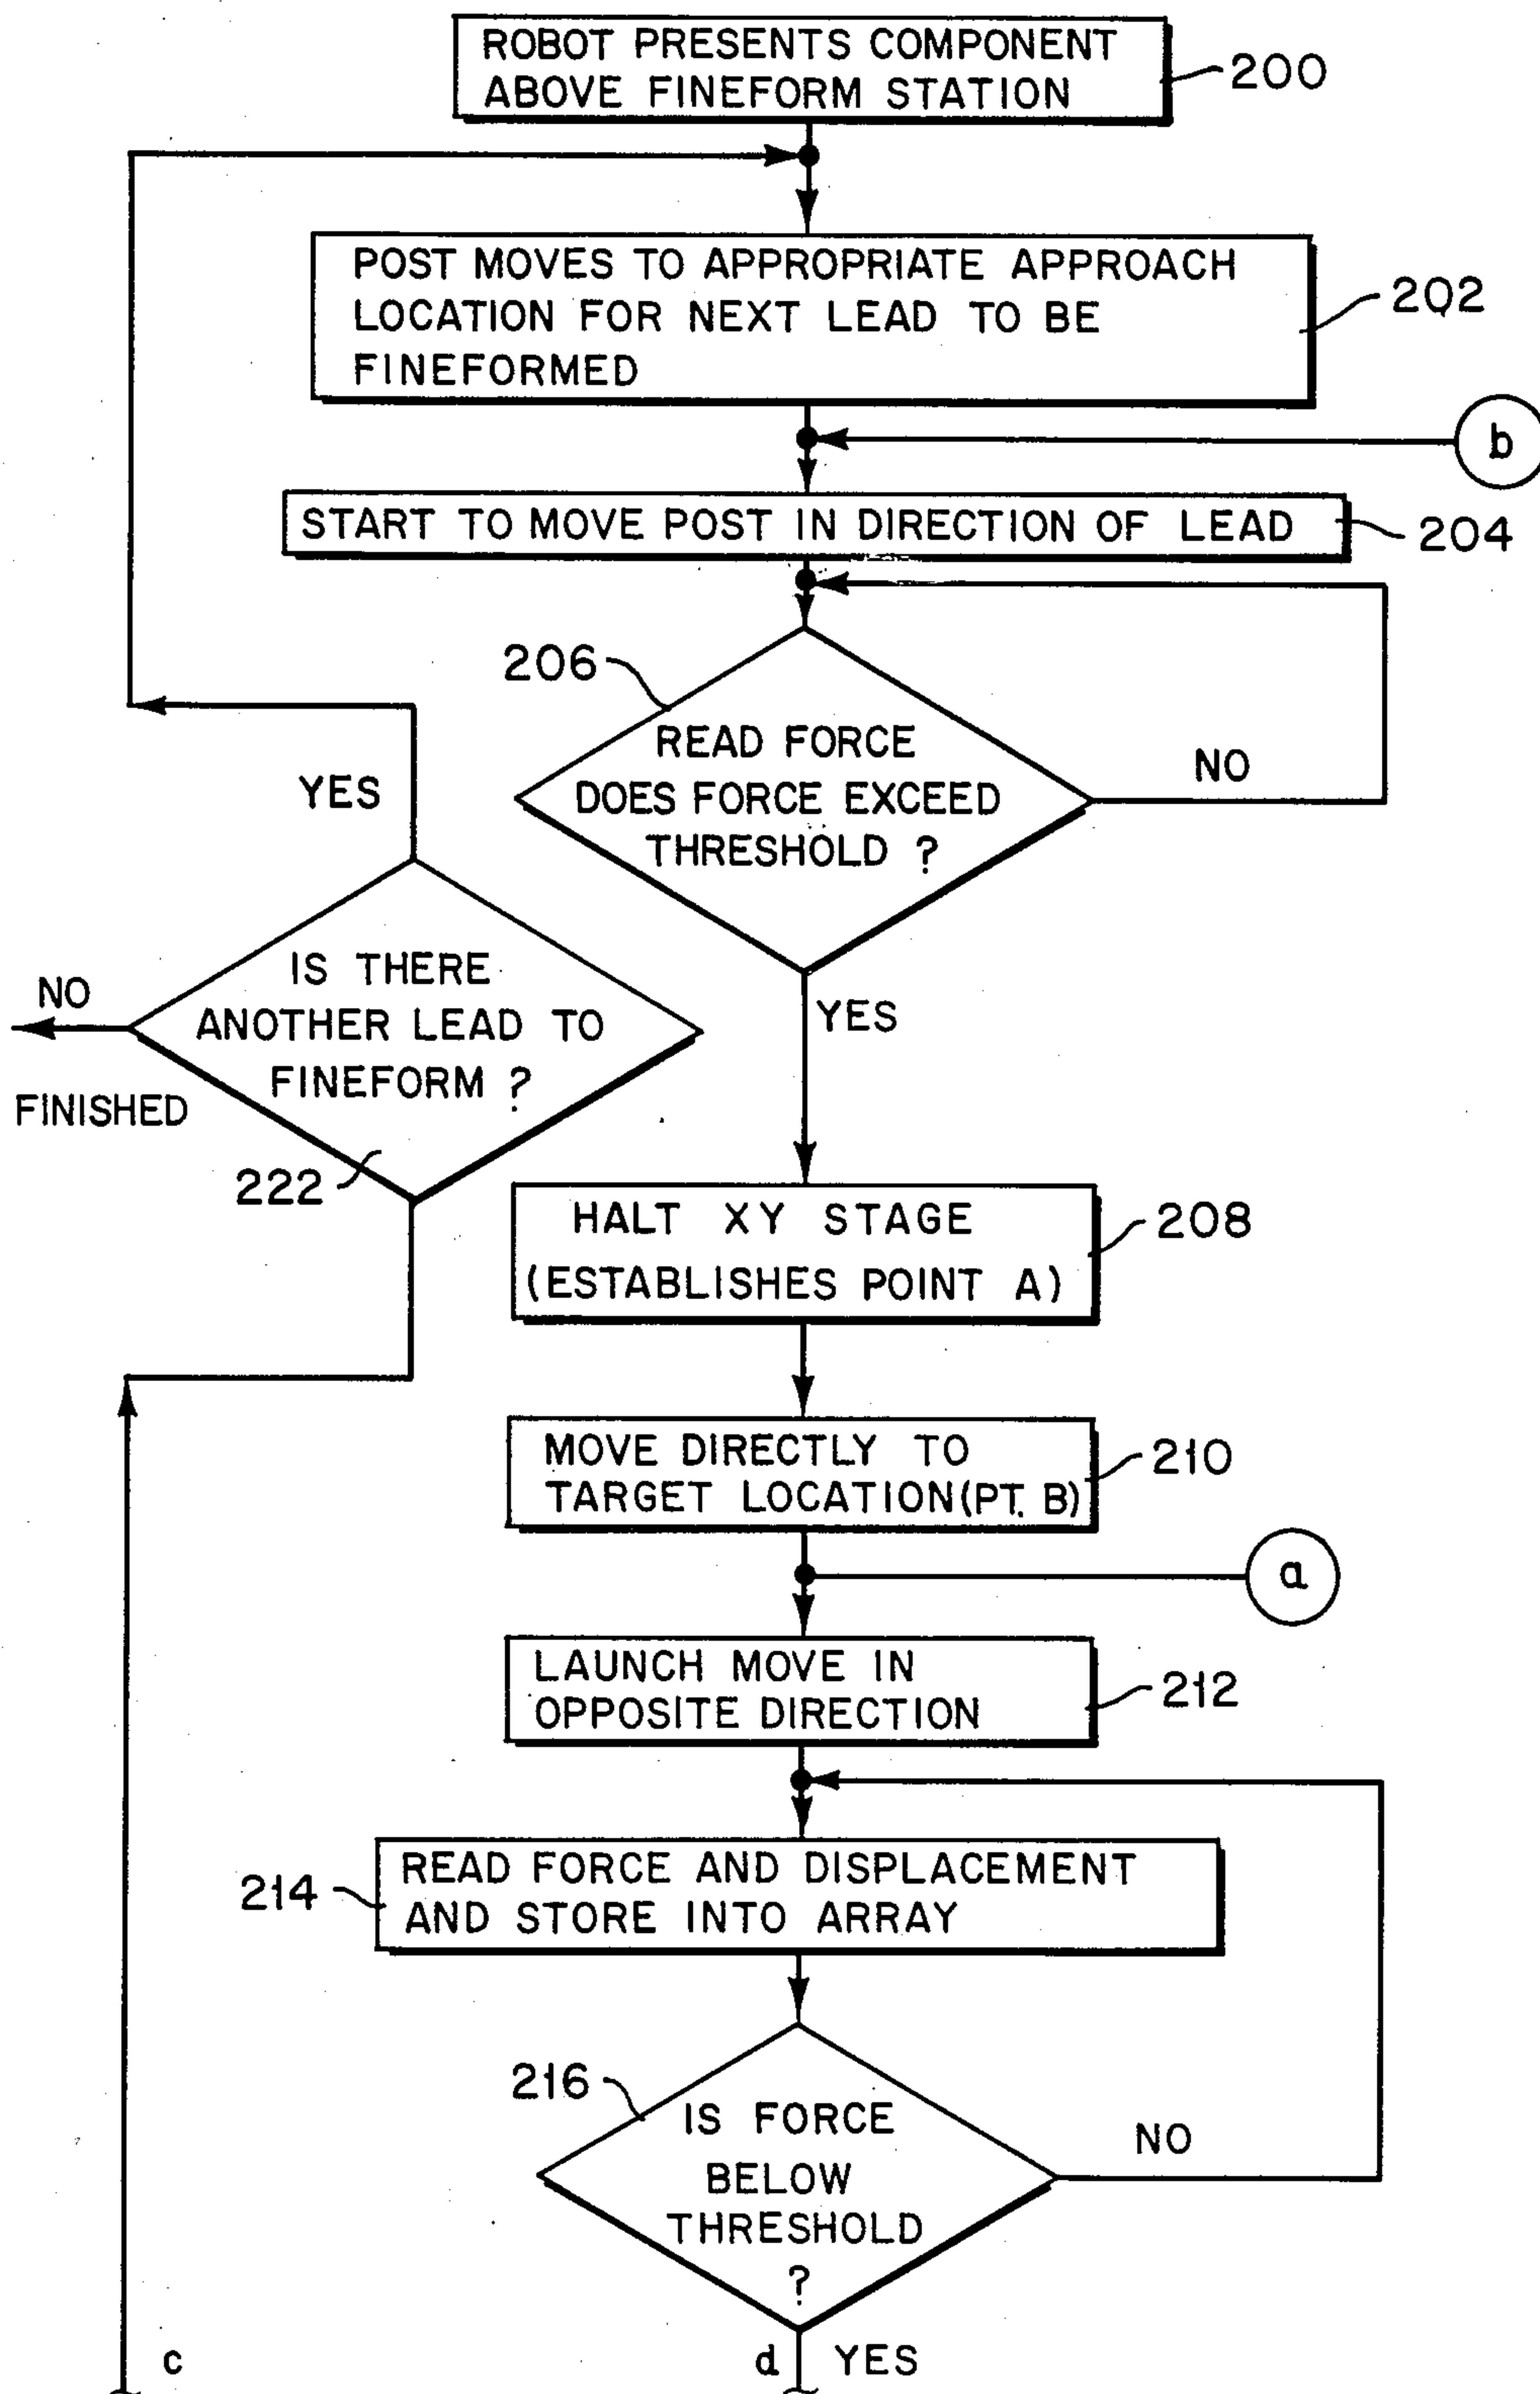 ROBOT PRESENTS COMPONENT
ABOVE FINEFORM STATION
200
POST MOVES TO APPROPRIATE APPROACH
LOCATION FOR NEXT LEAD TO BE
FINEFORMED
202
b
START TO MOVE POST IN DIRECTION OF LEAD
204
206
READ FORCE
DOES FORCE EXCEED
THRESHOLD ?
NO
YES
YES
IS THERE
ANOTHER LEAD TO
FINEFORM ?
NO
FINISHED
222
HALT XY STAGE
(ESTABLISHES POINT A)
208
MOVE DIRECTLY TO
TARGET LOCATION (PT. B)
210
a
LAUNCH MOVE IN
OPPOSITE DIRECTION
212
READ FORCE AND DISPLACEMENT
AND STORE INTO ARRAY
214
216
IS FORCE
BELOW
THRESHOLD
?
NO
c
d YES